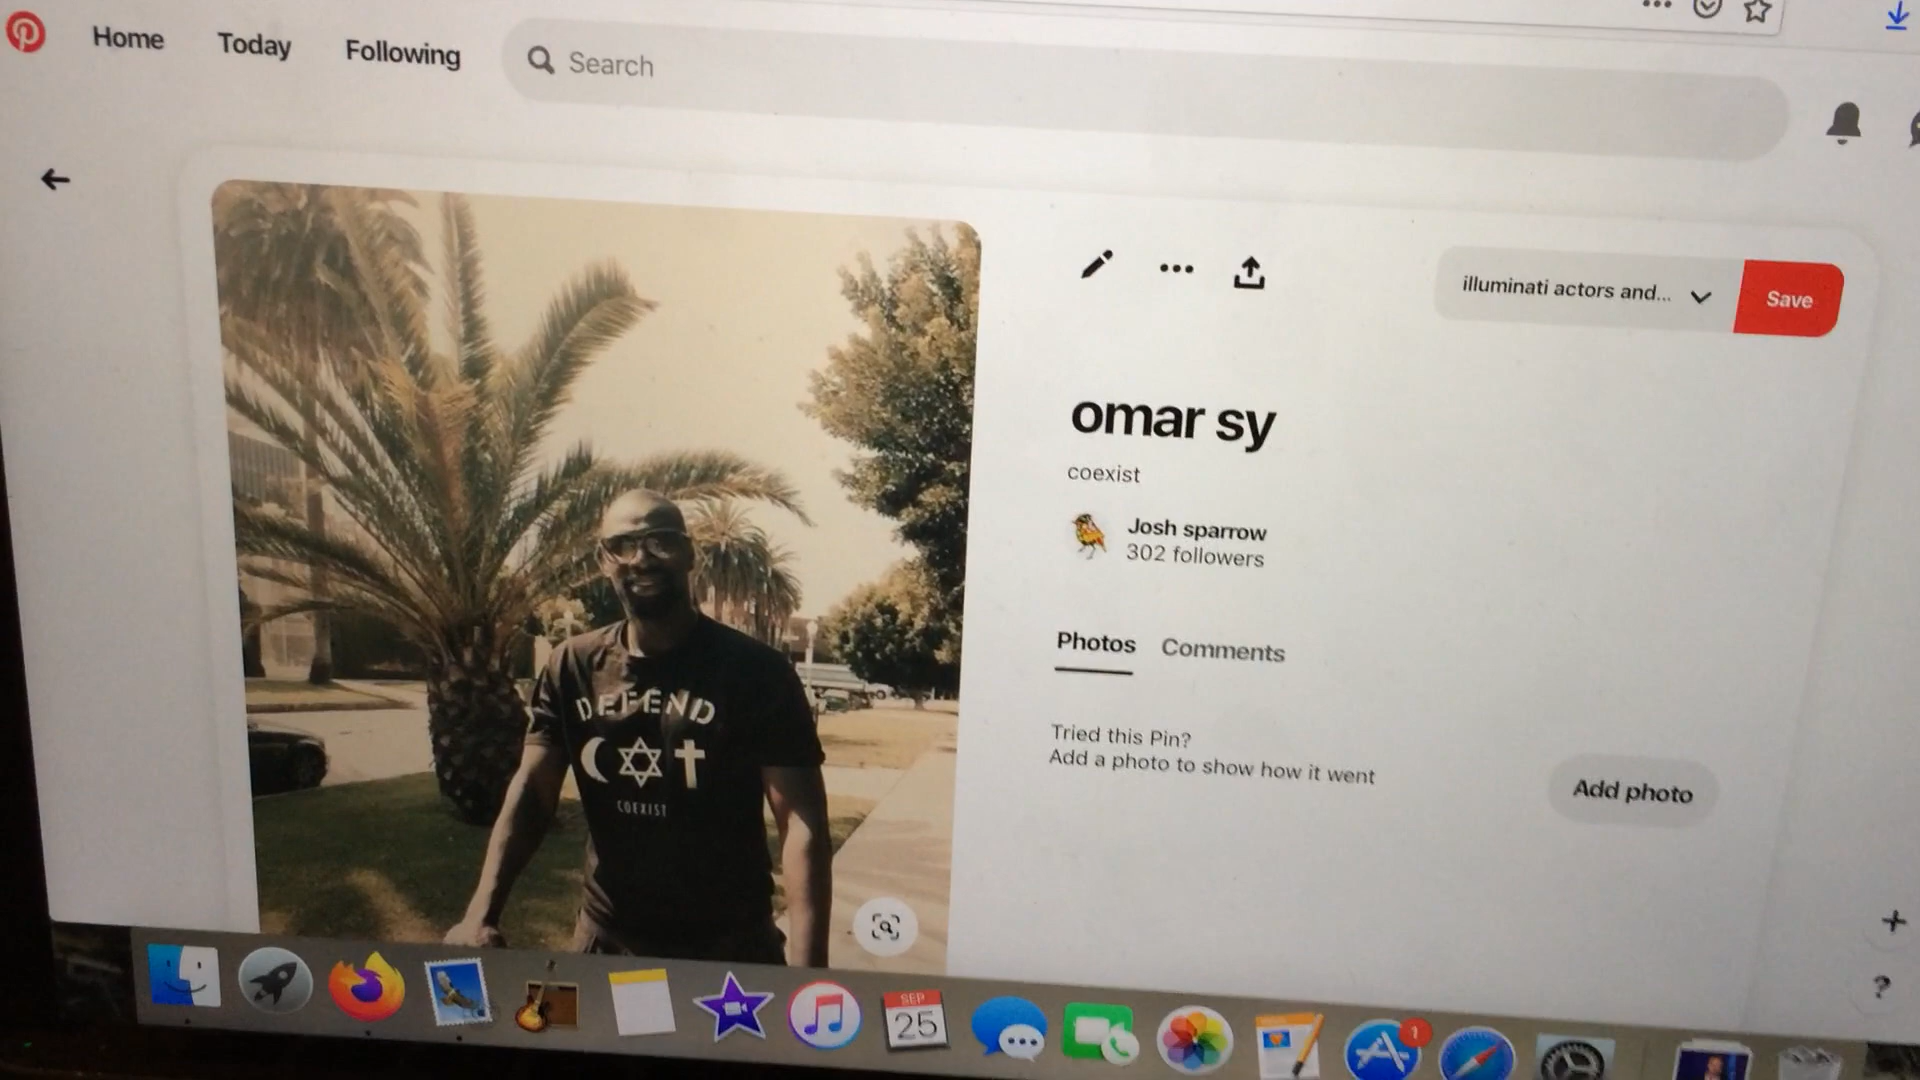 Home Today Following Search
illuminati actors and... Save
omar sy
coexist
Josh sparrow
302 followers
Photos Comments
Tried this Pin?
Add a photo to show how it went
Add photo
DEFEND
COEXIST
SEP
25
1
?